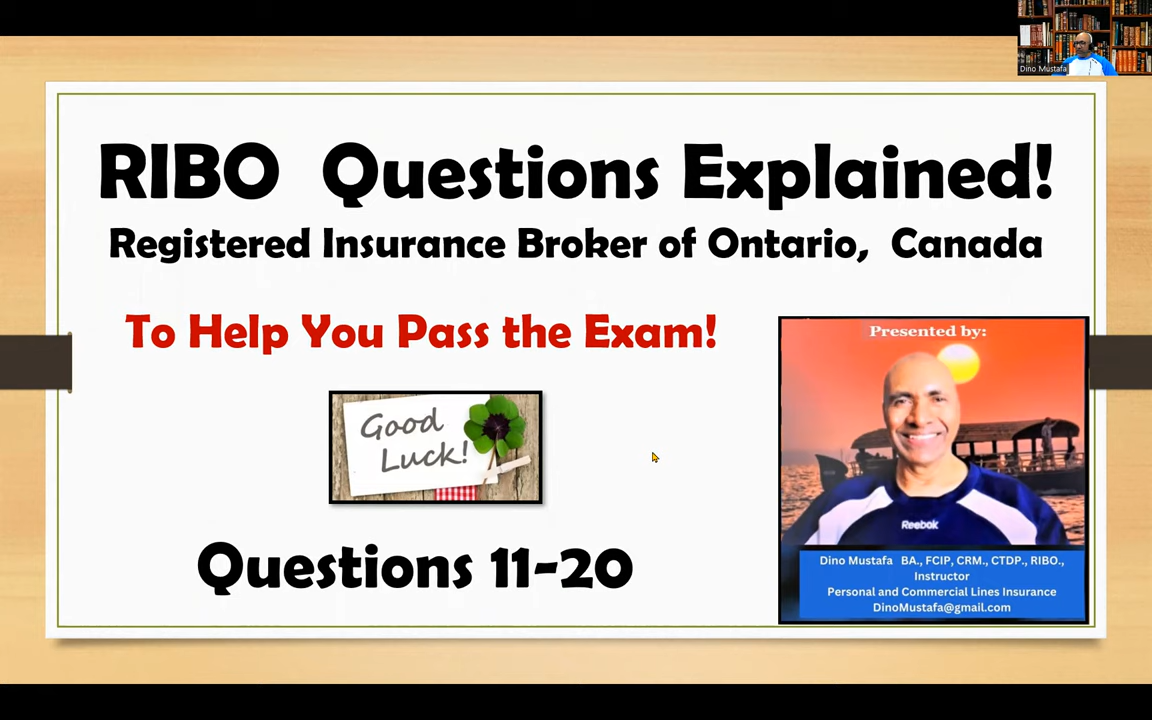 Dino Mustafa
RIBO Questions Explained!
Registered Insurance Broker of Ontario, Canada
To Help You Pass the Exam!
Presented by:
Good
Luck!
Reebok
Questions 11-20
Dino Mustafa BA., FCIP, CRM., CTDP., RIBO.,
Instructor
Personal and Commercial Lines Insurance
DinoMustafa@gmail.com